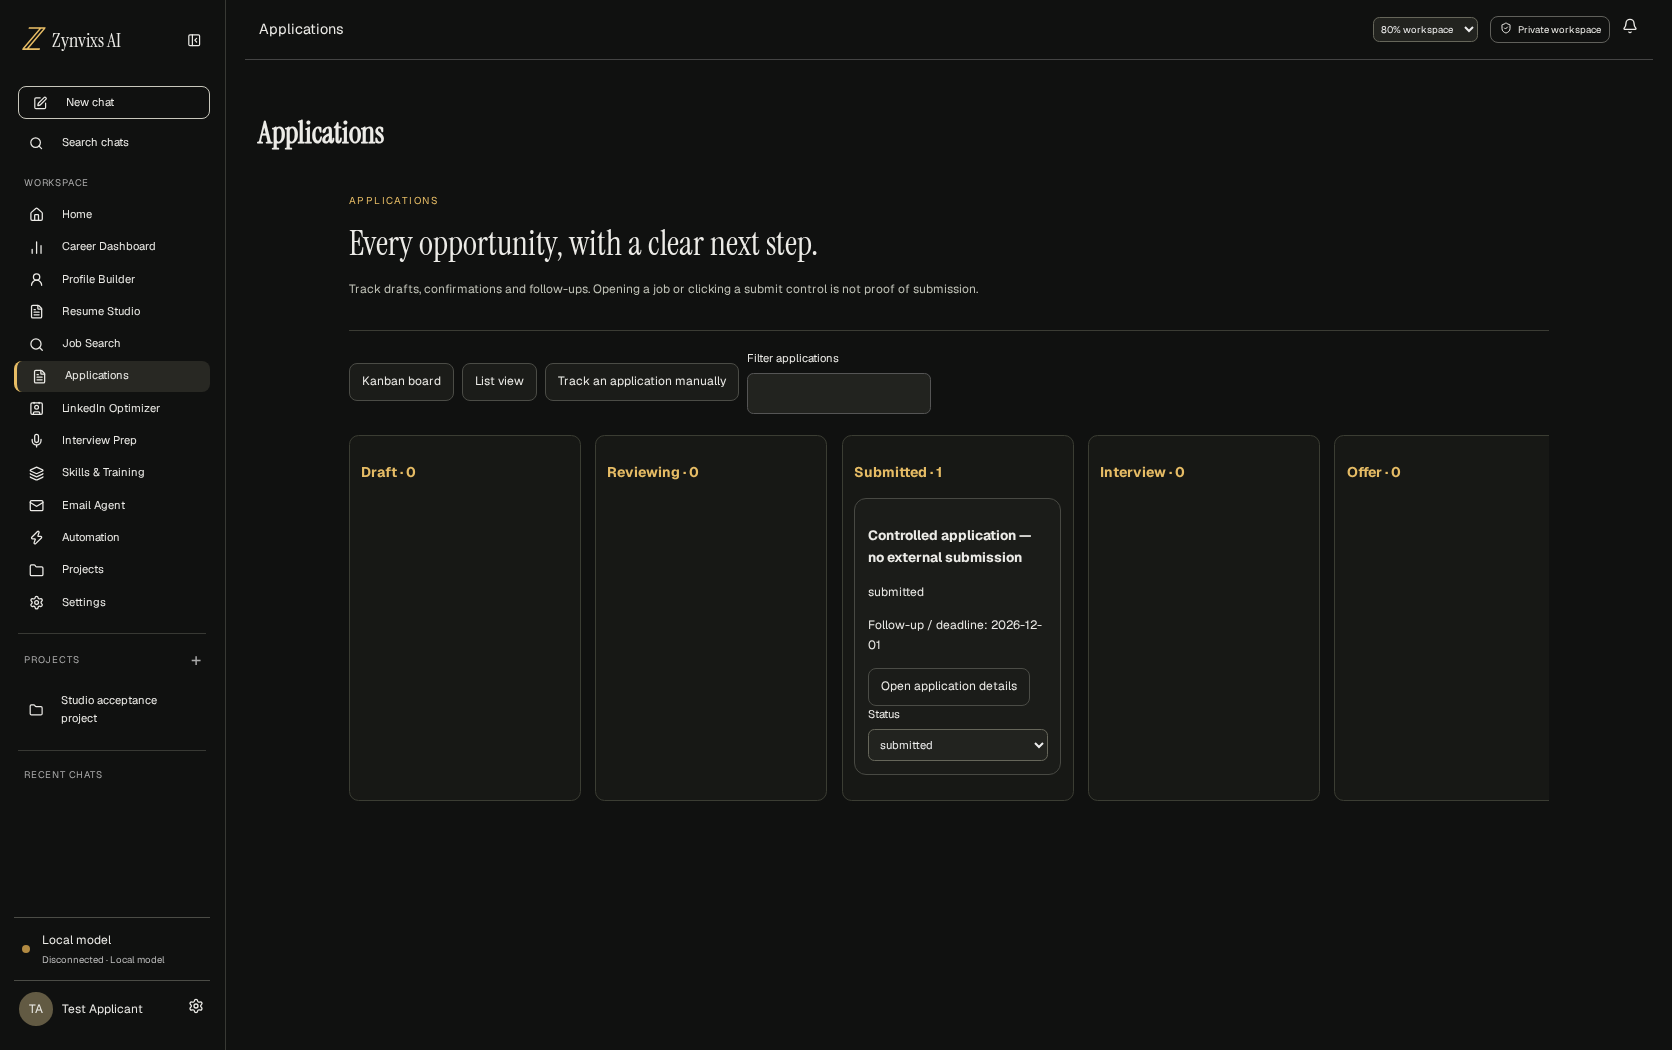 Zynvixs AI
New chat
Search chats
WORKSPACE
Home
Career Dashboard
Profile Builder
Resume Studio
Job Search
Applications
LinkedIn Optimizer
Interview Prep
Skills & Training
Email Agent
Automation
Projects
Settings
PROJECTS
Studio acceptance
project
RECENT CHATS
Local model
Disconnected · Local model
TA
Test Applicant
Applications
80% workspace
Private workspace
Applications
APPLICATIONS
Every opportunity, with a clear next step.
Track drafts, confirmations and follow-ups. Opening a job or clicking a submit control is not proof of submission.
Kanban board
List view
Track an application manually
Filter applications
Draft · 0
Reviewing · 0
Submitted · 1
Controlled application —
no external submission
submitted
Follow-up / deadline: 2026-12-
01
Open application details
Status
submitted
Interview · 0
Offer · 0